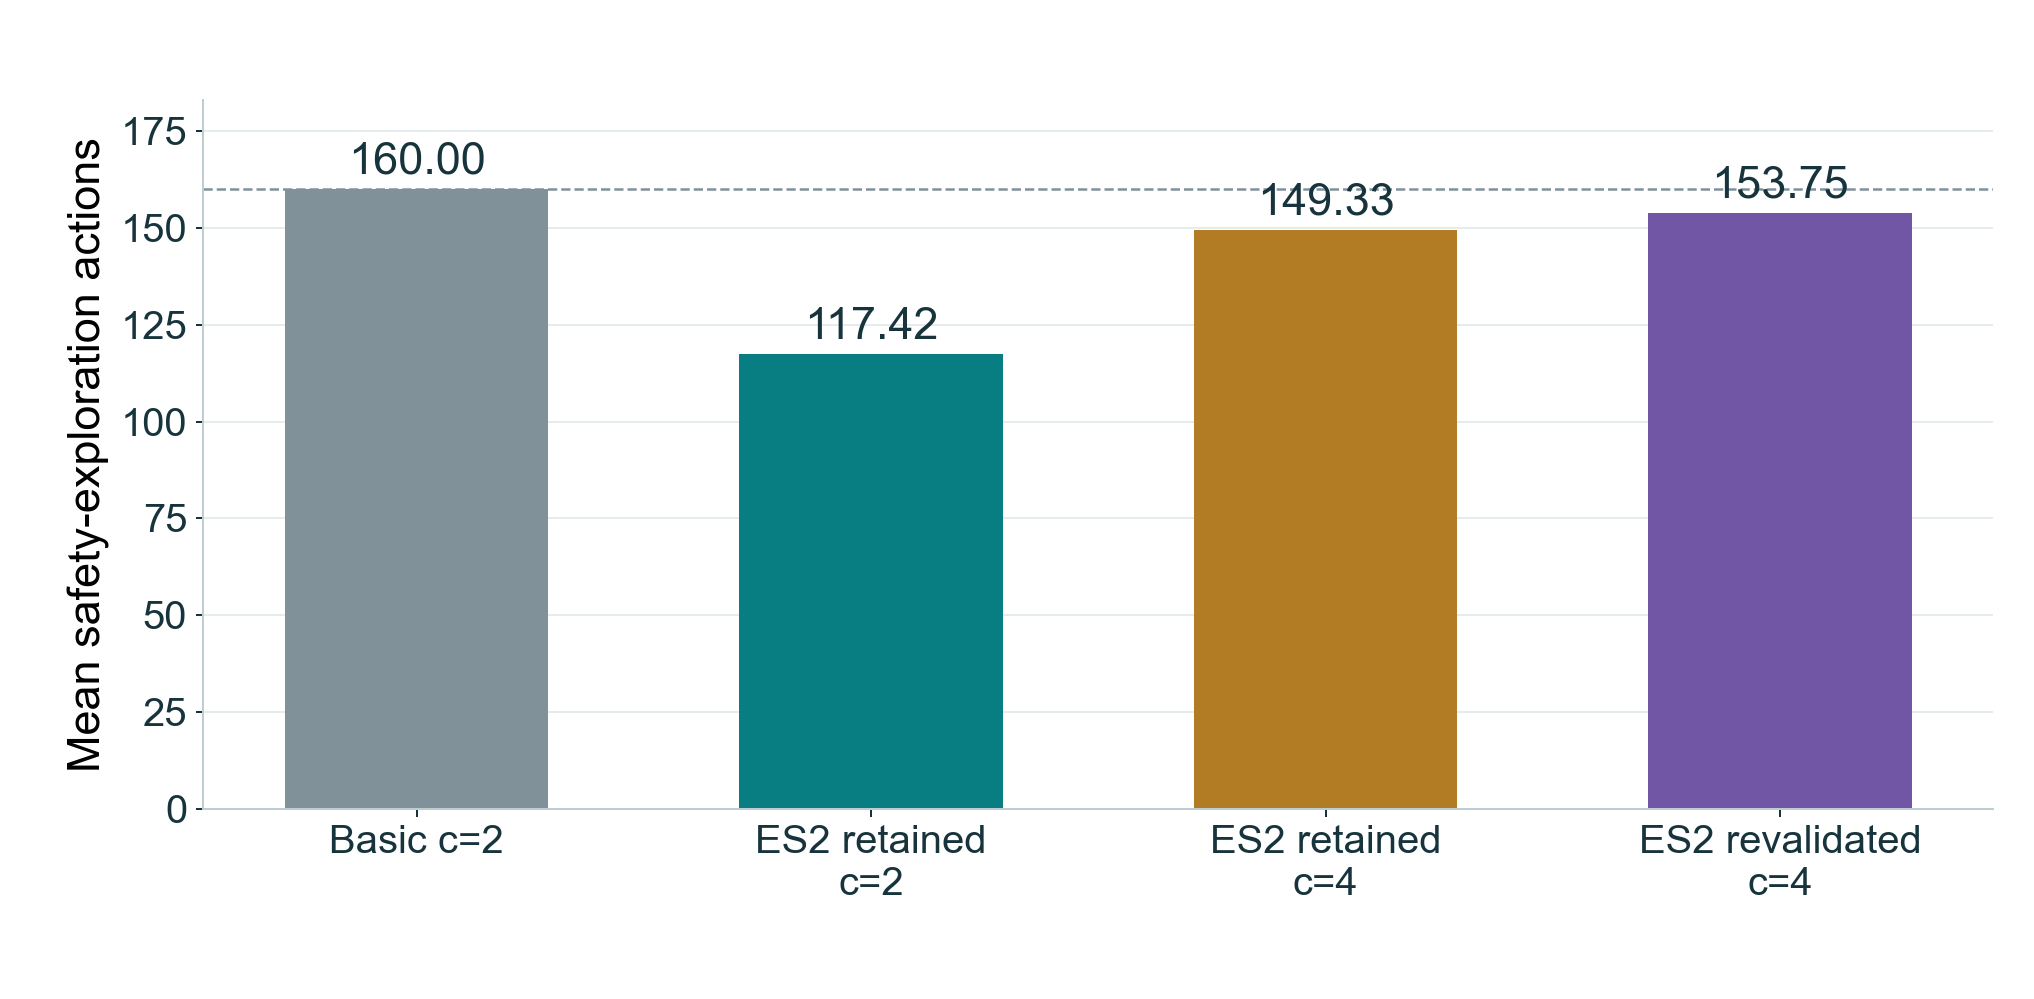 Mean safety-exploration actions
175
150
125
100
75
50
25
0
160.00
117.42
149.33
153.75
Basic c=2
ES2 retained
c=2
ES2 retained
c=4
ES2 revalidated
c=4